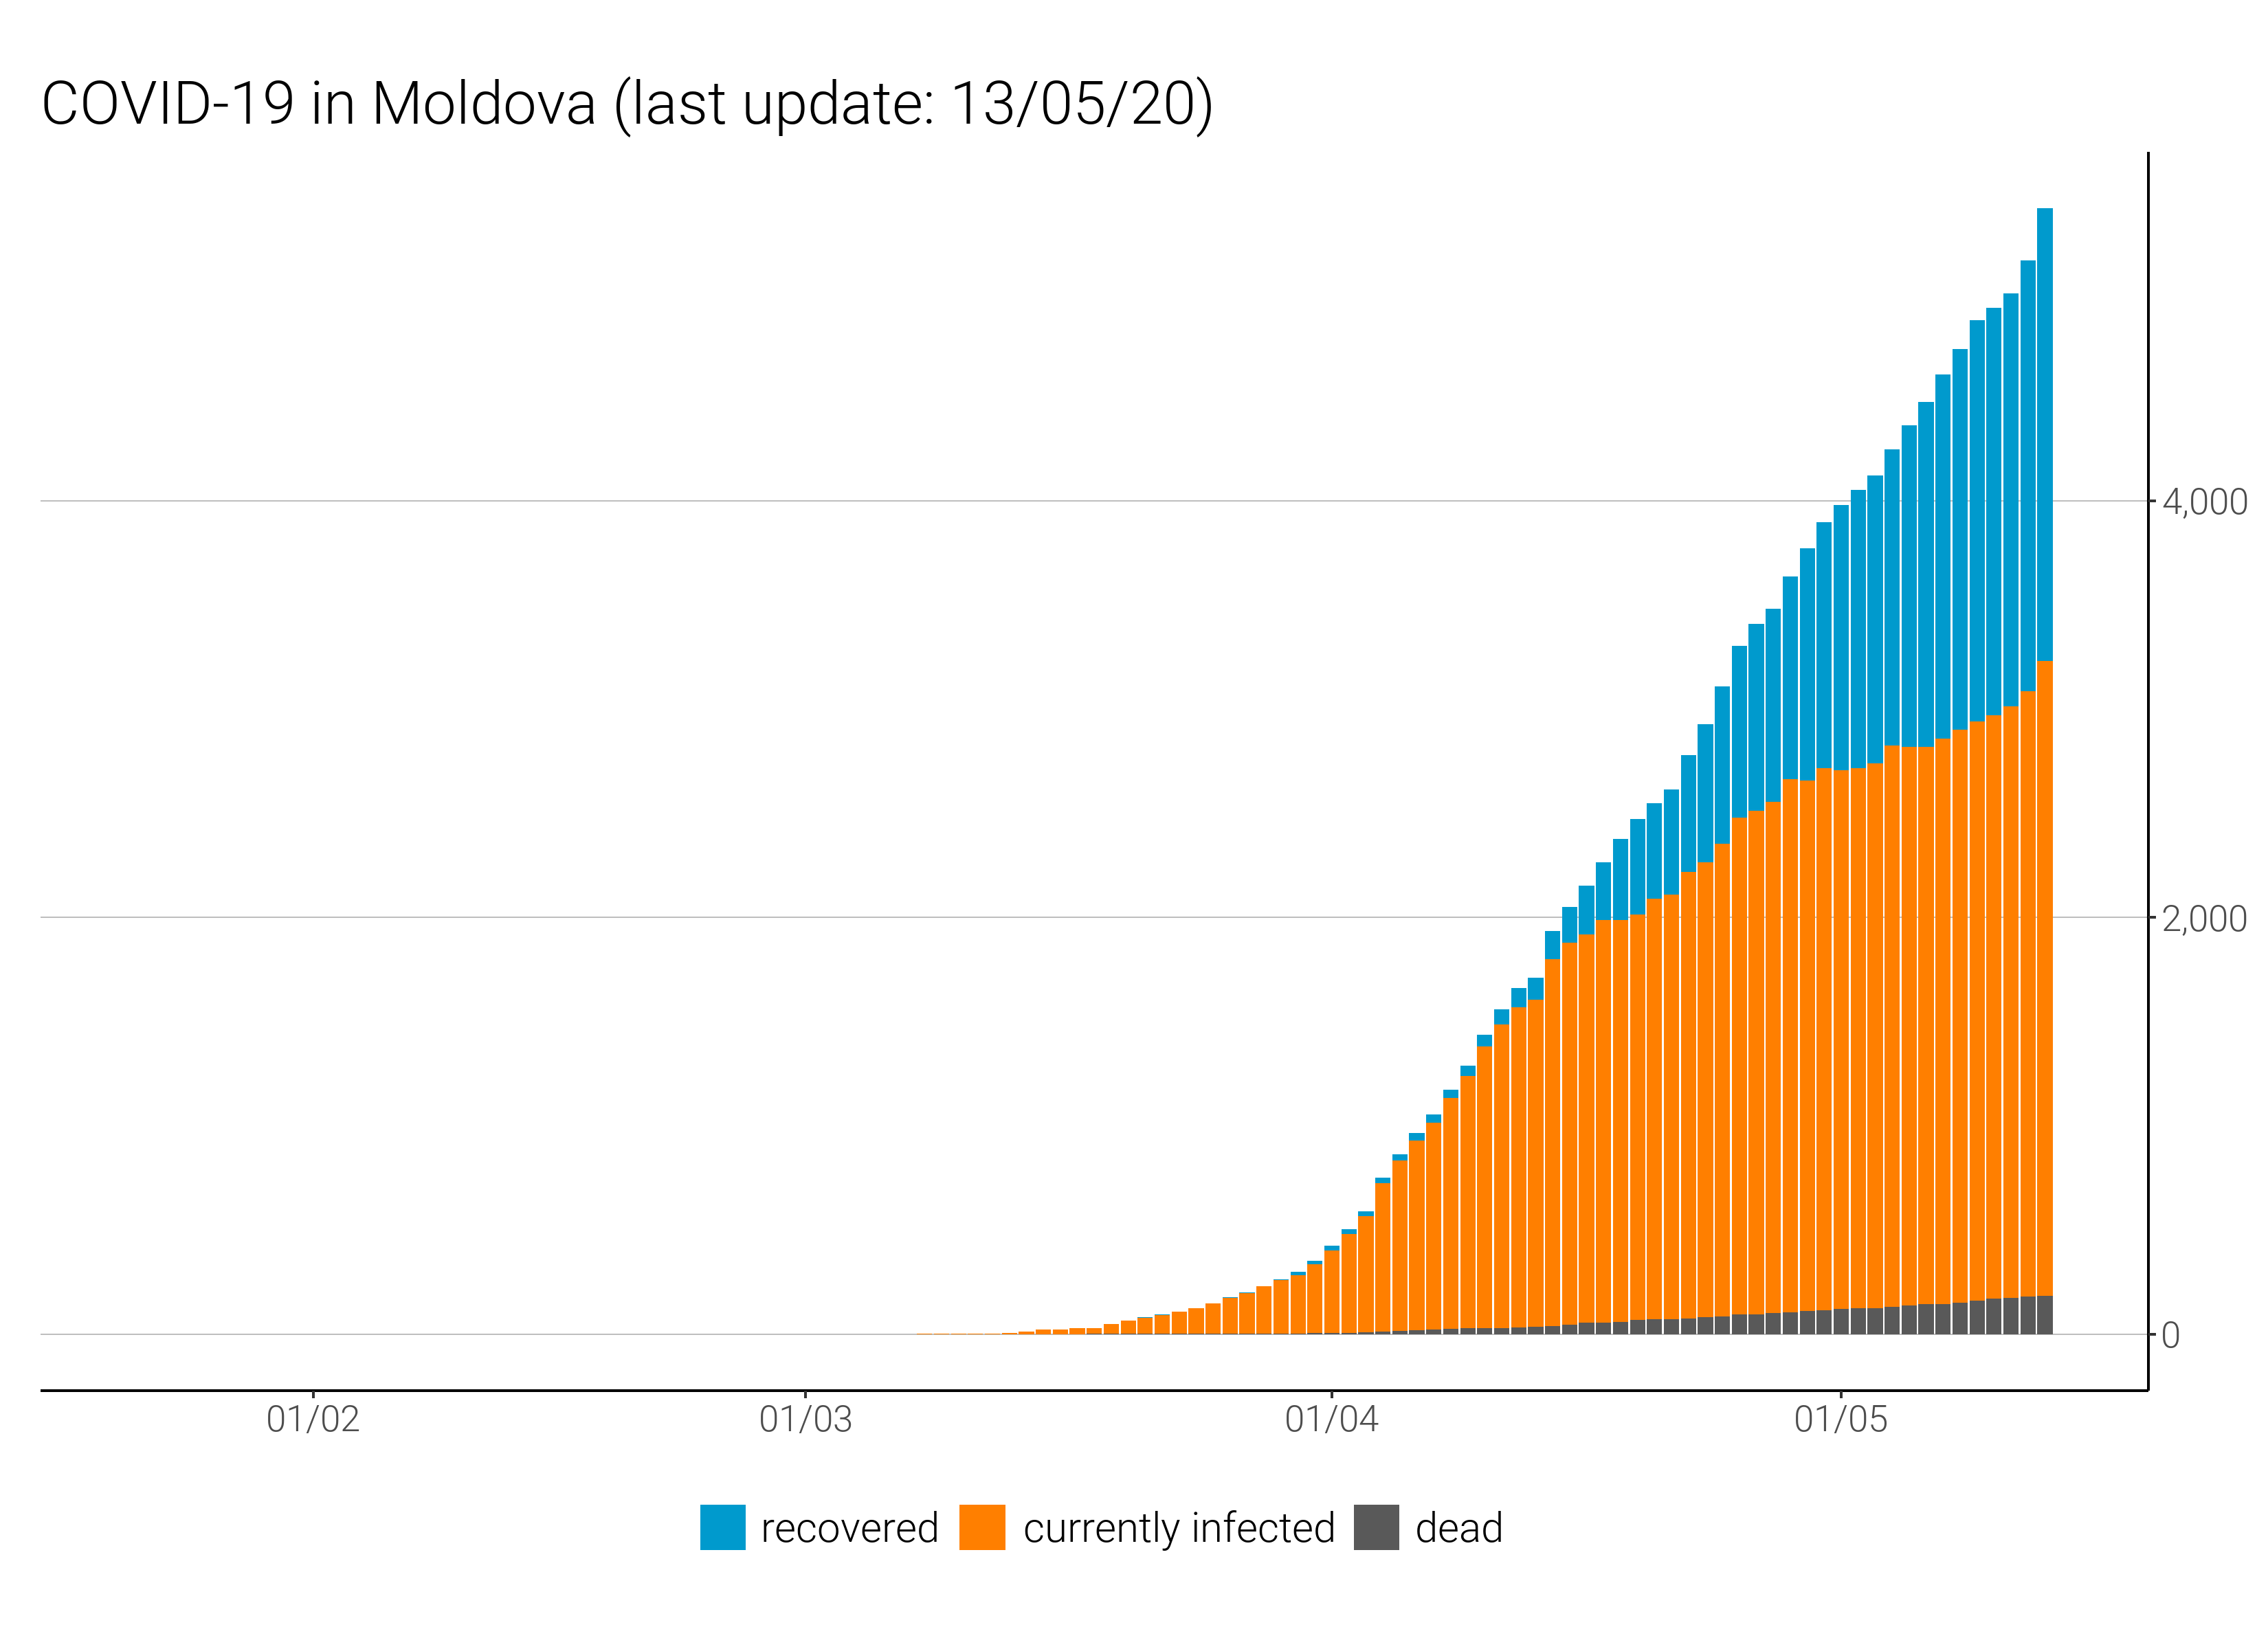 COVID-19 in Moldova (last update: 13/05/20)
4,000
2,000
0
01/02 01/03 01/04 01/05
recovered currently infected dead